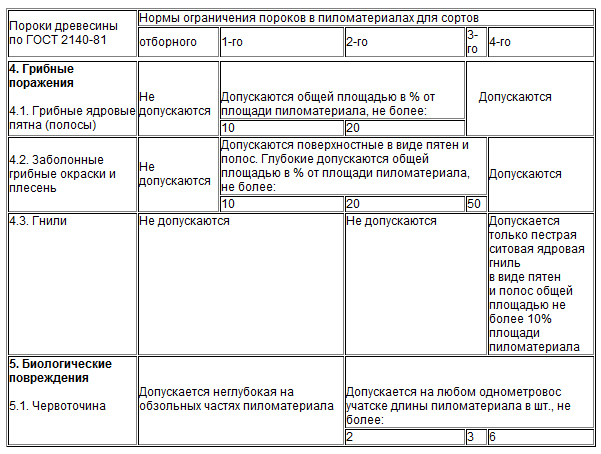 Пороки древесины
по ГОСТ 2140-81
Нормы ограничения пороков в пиломатериалах для сортов
отборного
1-го
2-го
3-
го
4-го
4. Грибные
поражения
4.1. Грибные ядровые
пятна (полосы)
Не
допускаются
Допускаются общей площадью в % от
площади пиломатериала, не более:
10
20
Допускаются
4.2. Заболонные
грибные окраски и
плесень
Не
допускаются
Допускаются поверхностные в виде пятен и
полос. Глубокие допускаются общей
площадью в % от площади пиломатериала,
не более:
10
20
50
Допускаются
4.3. Гнили
Не допускаются
Не допускаются
Допускается
только пестрая
ситовая ядровая
гниль
в виде пятен
и полос общей
площадью не
более 10%
площади
пиломатериала
5. Биологические
повреждения
5.1. Червоточина
Допускается неглубокая на
обзольных частях пиломатериала
Допускается на любом однометровос
учатске длины пиломатериала в шт., не
более:
2
3
6